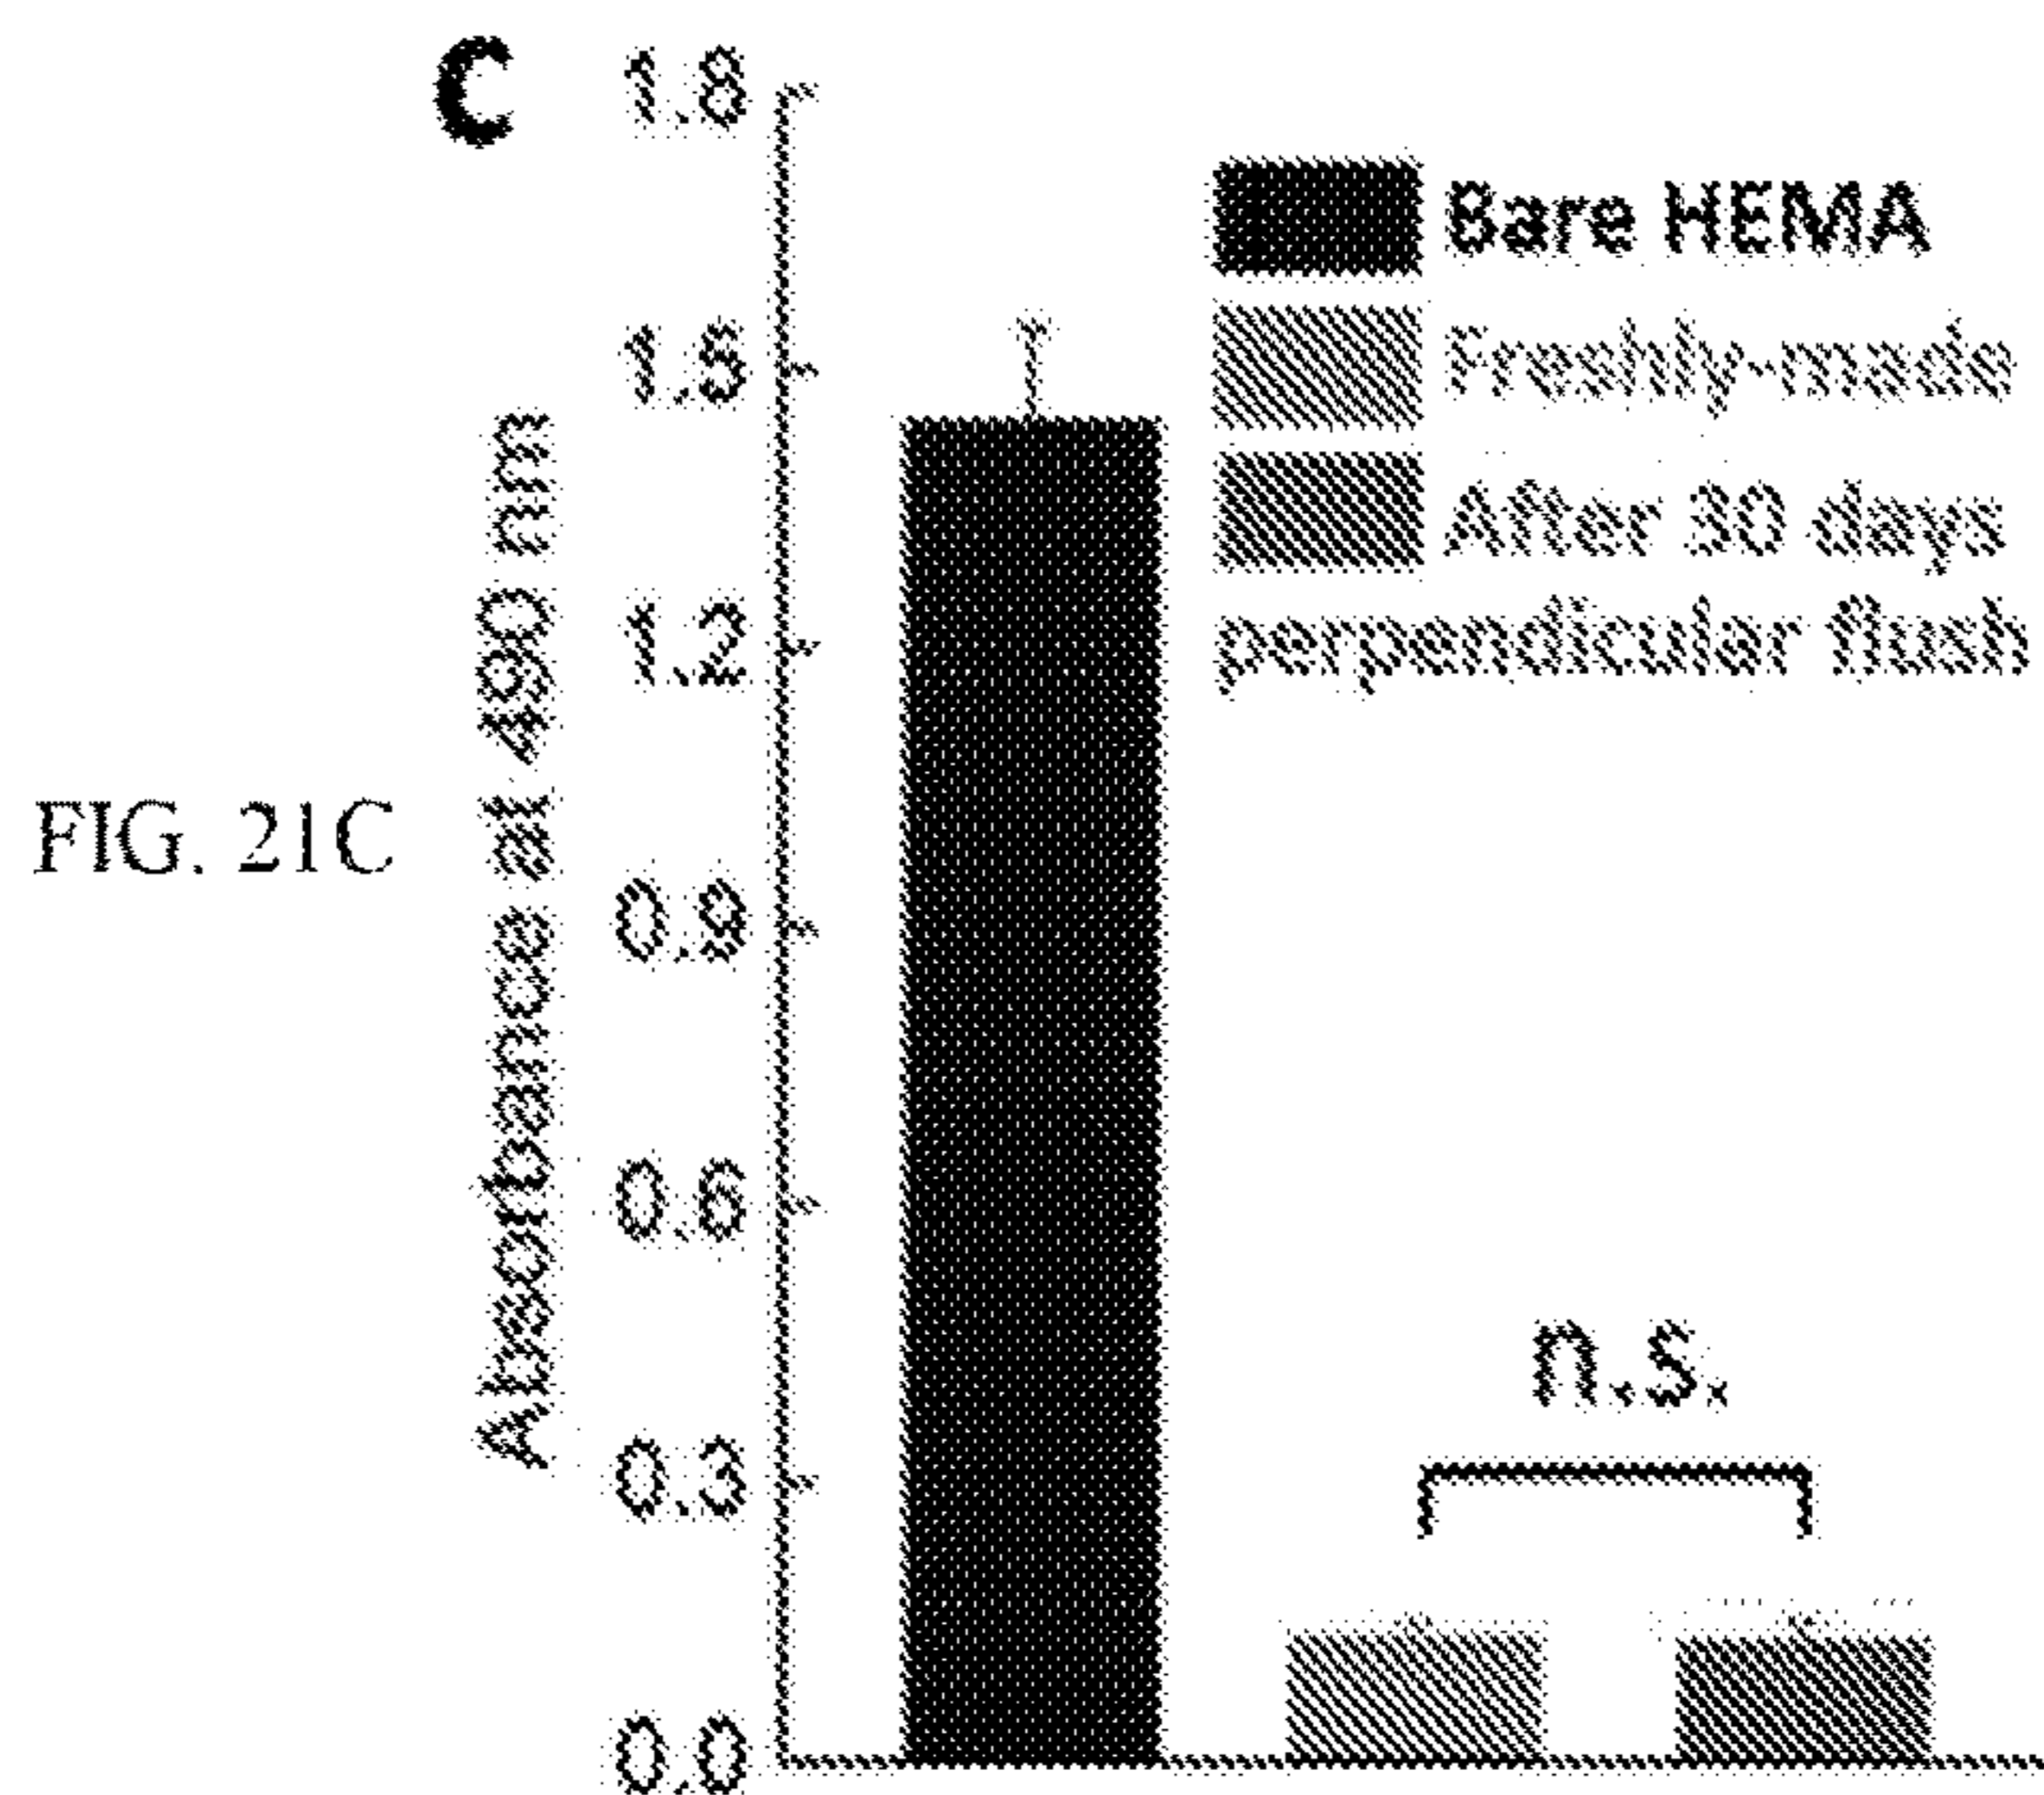 C
1.8
1.5
1.2
0.9
0.6
0.3
0.0
Absorbance at 490 nm
Bare HEMA
Freshly-made
After 30 days
perpendicular flush
n.s.
FIG. 21C